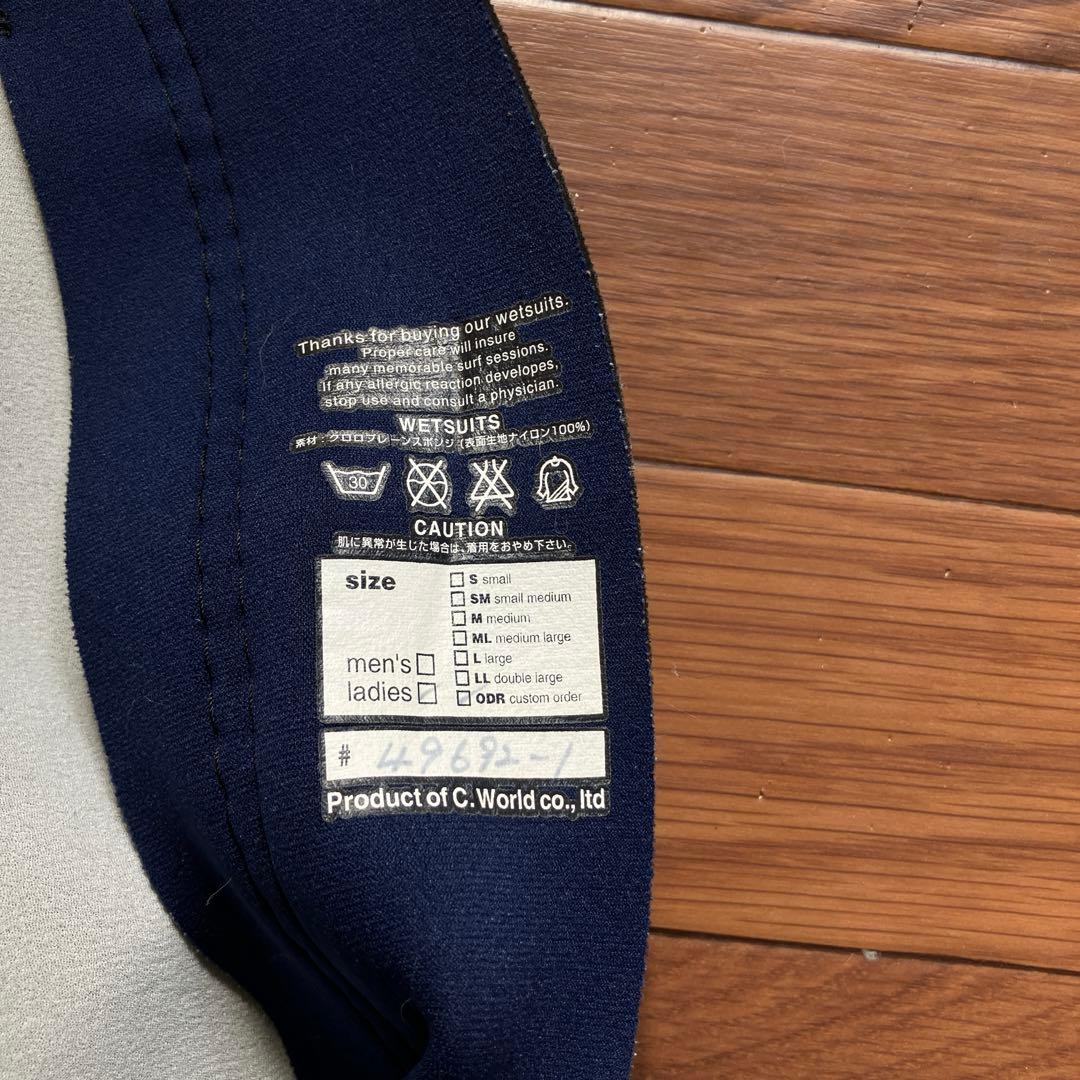 Thanks for buying our wetsuits.
Proper care will insure
many memorable surf sessions.
If any allergic reaction developes,
stop use and consult a physician.
WETSUITS
素材:クロロプレーンスポンジ(表面生地ナイロン100%)
30
CAUTION
肌に異常が生じた場合は、着用をおやめ下さい。
size
men's
ladies
S small
SM small medium
M medium
ML medium large
L large
LL double large
ODR custom order
# 49692-1
Product of C.World co.,ltd